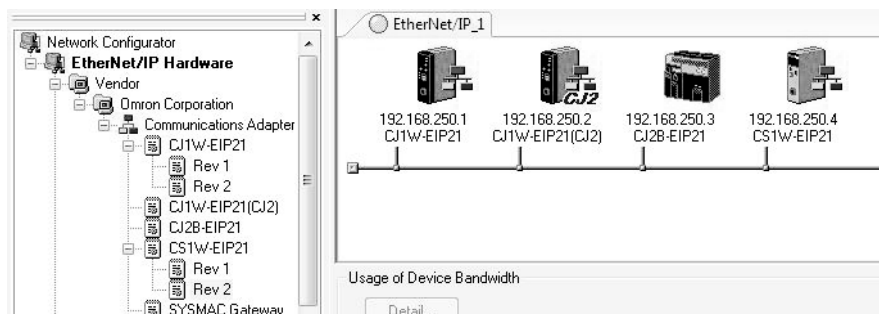 x
Network Configurator
EtherNet/IP Hardware
Vendor
Omron Corporation
Communications Adapter
CJ1W-EIP21
Rev 1
Rev 2
CJ1W-EIP21(CJ2)
CJ2B-EIP21
CS1W-EIP21
Rev 1
Rev 2
SYSMAC Gateway
EtherNet/IP_1
CJ2
192.168.250.1
CJ1W-EIP21
192.168.250.2
CJ1W-EIP21(CJ2)
192.168.250.3
CJ2B-EIP21
192.168.250.4
CS1W-EIP21
Usage of Device Bandwidth
Detail...